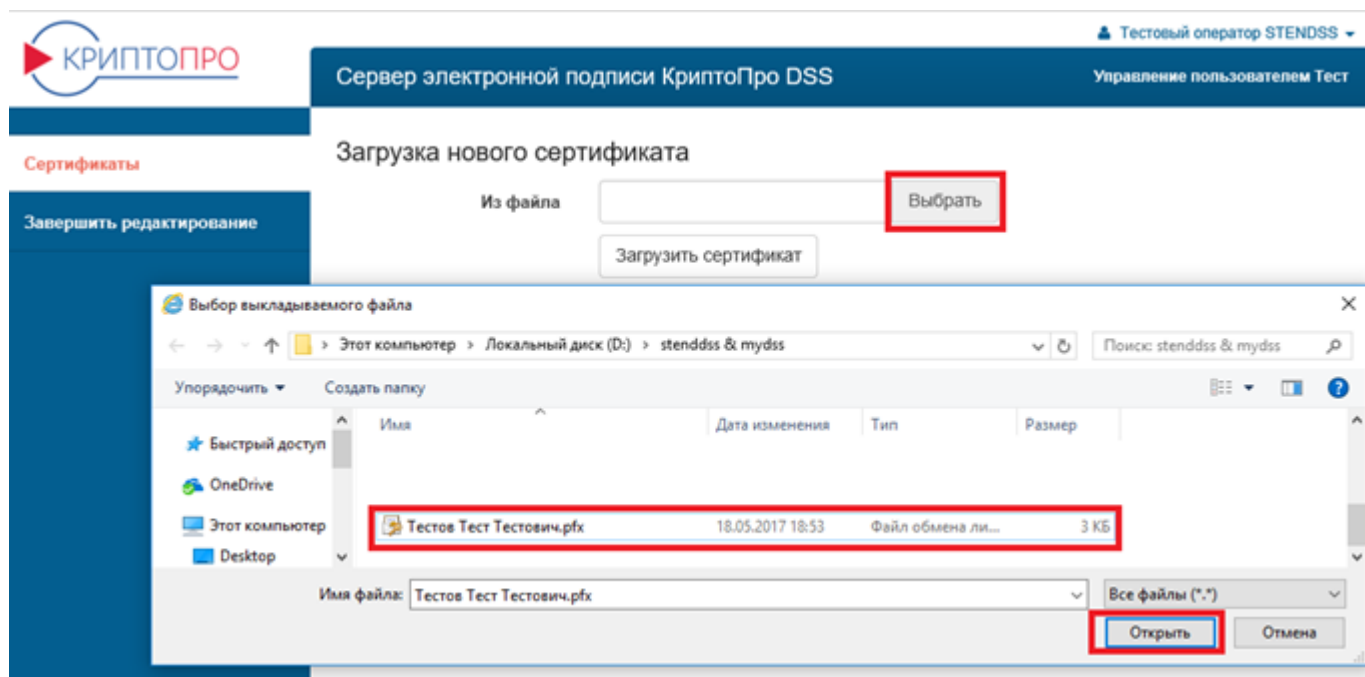 Тестовый оператор STENDSS
КРИПТОПРО
Сервер электронной подписи КриптоПро DSS
Управление пользователем Тест
Сертификаты
Завершить редактирование
Загрузка нового сертификата
Из файла
Выбрать
Загрузить сертификат
Выбор выкладываемого файла
Этот компьютер > Локальный диск (D:) > stenddss & mydss
Поиск: stenddss & mydss
Упорядочить
Создать папку
Имя
Дата изменения
Тип
Размер
Быстрый доступ
OneDrive
Этот компьютер
Desktop
Тестов Тест Тестович.pfx
18.05.2017 18:53
Файл обмена ли...
3 КБ
Имя файла:
Тестов Тест Тестович.pfx
Все файлы (*.*)
Открыть
Отмена